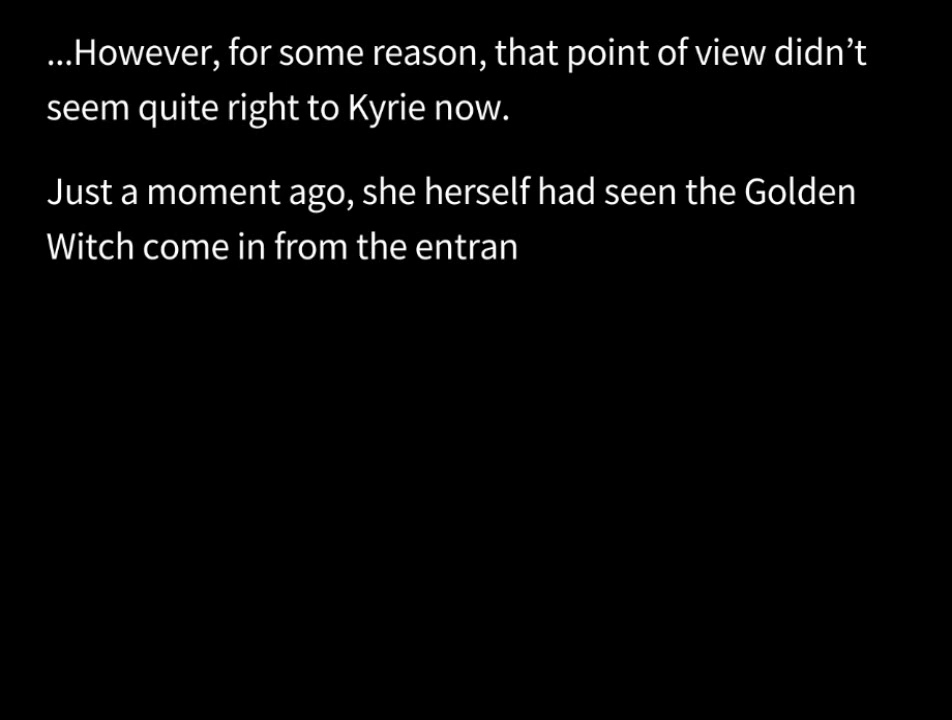 ...However, for some reason, that point of view didn’t
seem quite right to Kyrie now.
Just a moment ago, she herself had seen the Golden
Witch come in from the entran